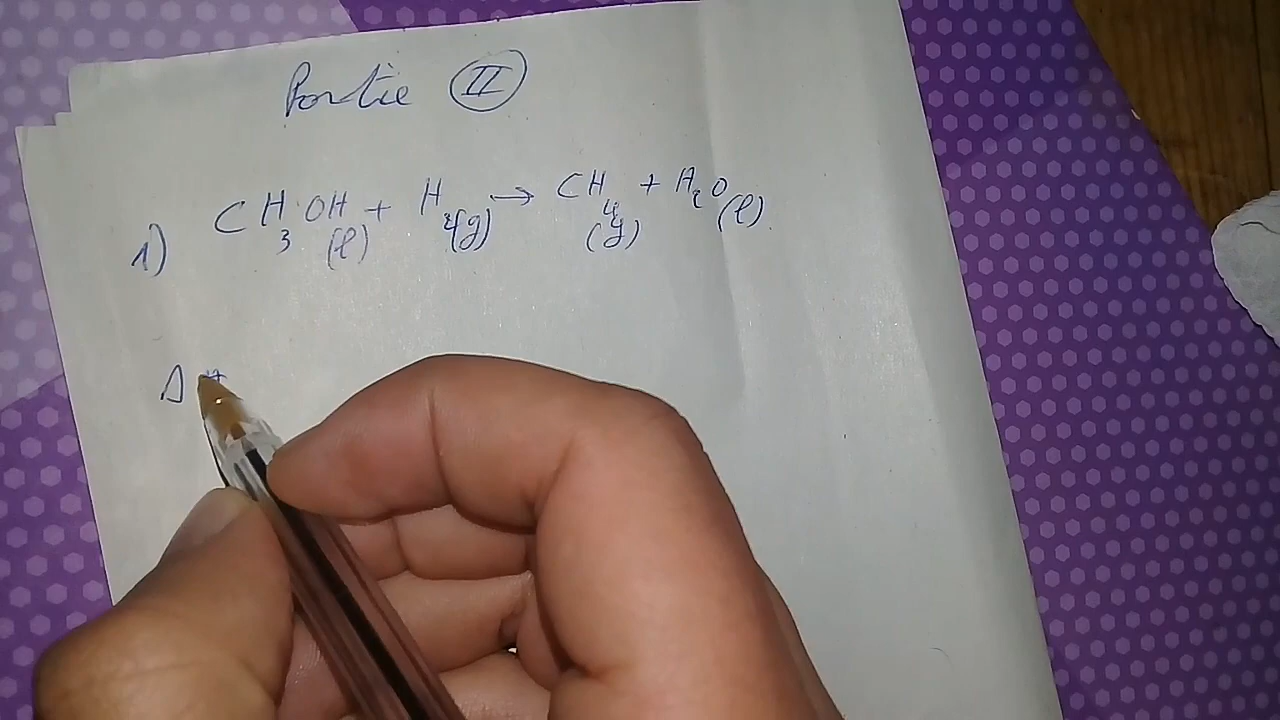 Partie II
1) CH₃OH(l) + H₂(g) → CH₄(g) + H₂O(l)
ΔH